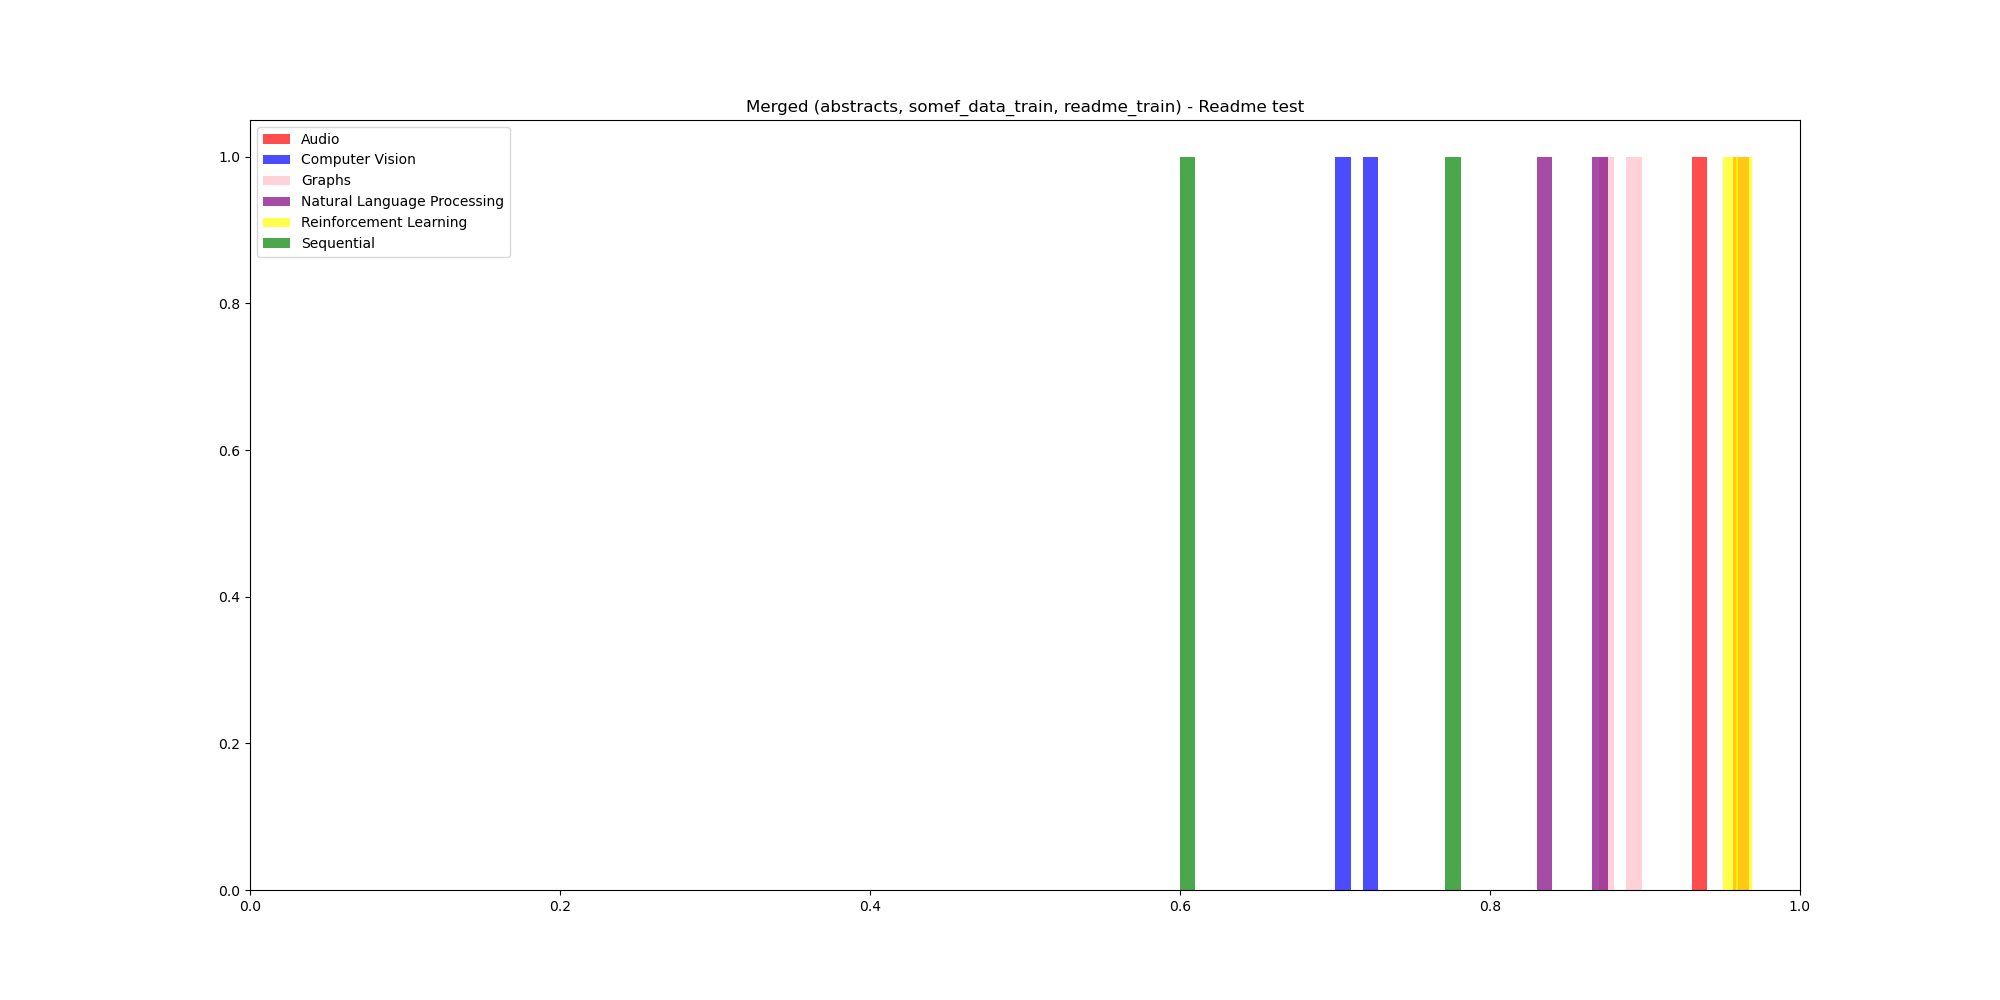 Merged (abstracts, somef_data_train, readme_train) - Readme test
Audio
Computer Vision
Graphs
Natural Language Processing
Reinforcement Learning
Sequential
1.0
0.8
0.6
0.4
0.2
0.0
0.0 0.2 0.4 0.6 0.8 1.0